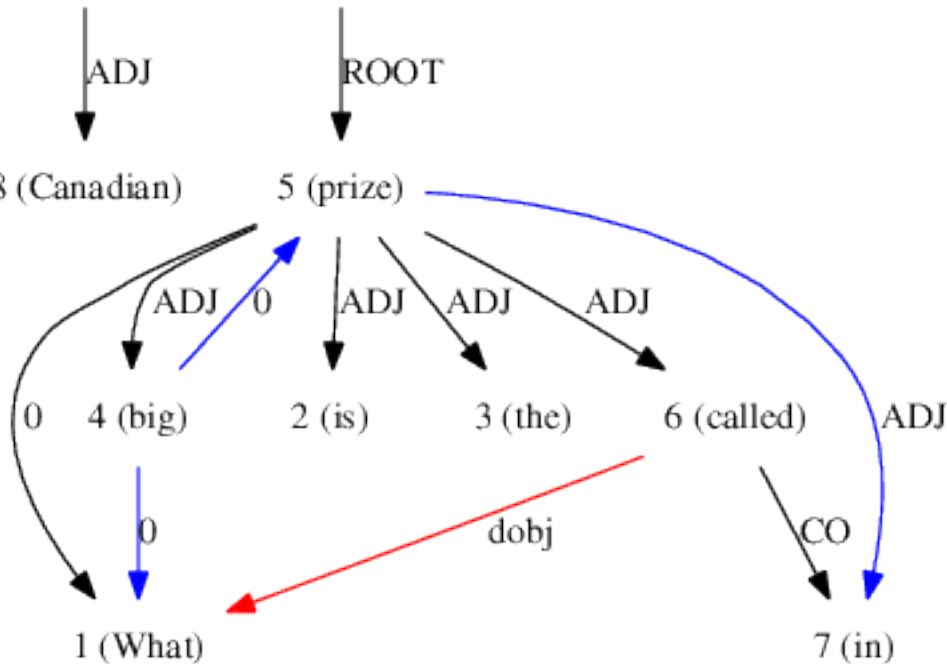 ADJ ROOT
8 (Canadian) 5 (prize)
ADJ 0 ADJ ADJ ADJ
0 4 (big) 2 (is) 3 (the) 6 (called) ADJ
0 dobj CO
1 (What) 7 (in)